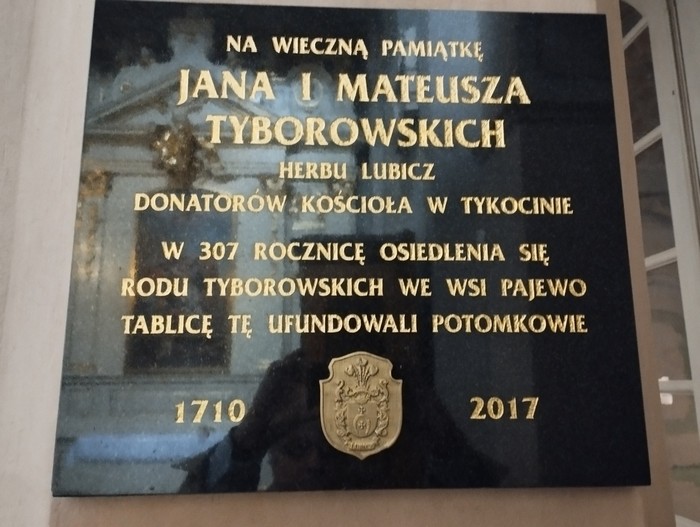 NA WIECZNĄ PAMIĄTKĘ
JANA I MATEUSZA
TYBOROWSKICH
HERBU LUBICZ
DONATORÓW KOŚCIOŁA W TYKOCINIE
W 307 ROCZNICĘ OSIEDLENIA SIĘ
RODU TYBOROWSKICH WE WSI PAJEWO
TABLICĘ TĘ UFUNDOWALI POTOMKOWIE
1710 2017